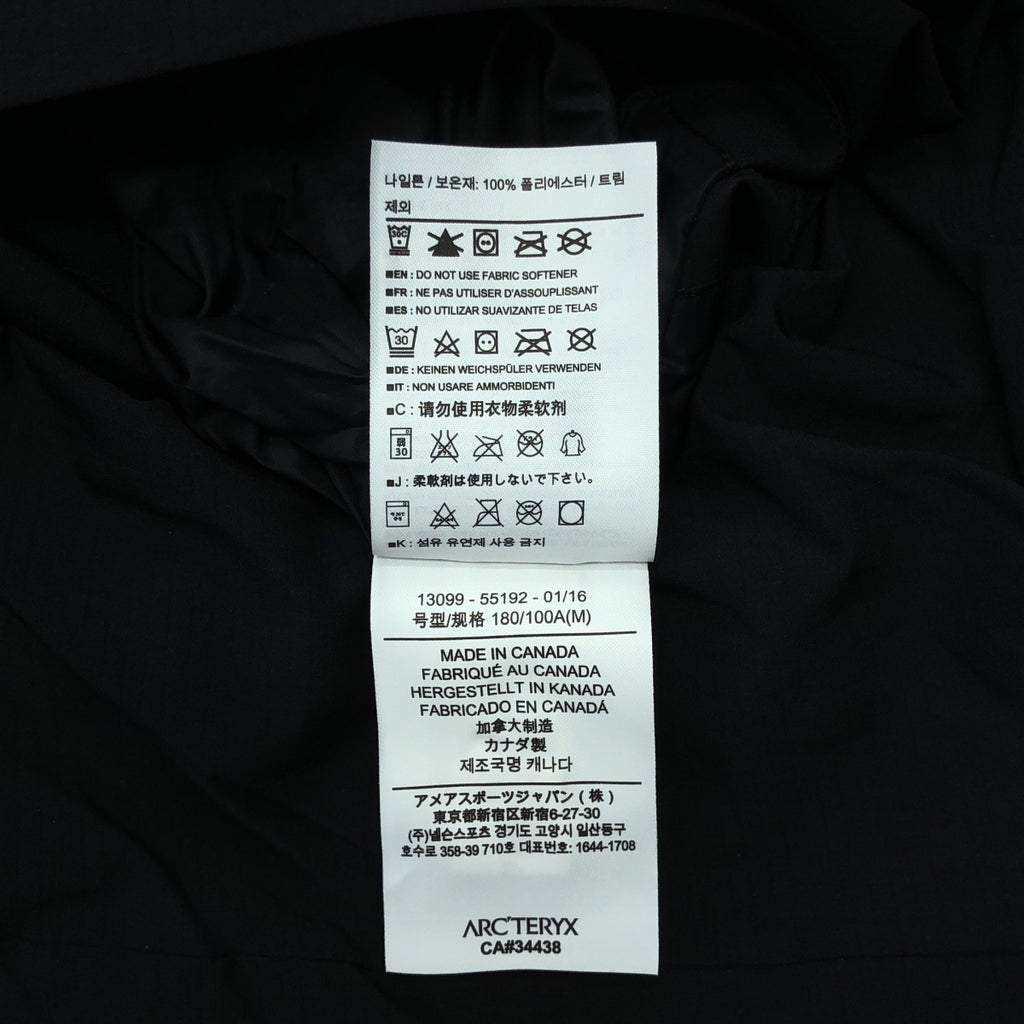 나일론 / 보온재: 100% 폴리에스터 / 트림
제외
30C
■EN : DO NOT USE FABRIC SOFTENER
■FR : NE PAS UTILISER D'ASSOUPLISSANT
■ES : NO UTILIZAR SUAVIZANTE DE TELAS
30
■DE : KEINEN WEICHSPÜLER VERWENDEN
■IT : NON USARE AMMORBIDENTI
■C : 请勿使用衣物柔软剂
弱
30
■J : 柔軟剤は使用しないで下さい。
■K : 섬유 유연제 사용 금지
13099 - 55192 - 01/16
号型/规格 180/100A(M)
MADE IN CANADA
FABRIQUÉ AU CANADA
HERGESTELLT IN KANADA
FABRICADO EN CANADÁ
加拿大制造
カナダ製
제조국명 캐나다
アメアスポーツジャパン ( 株 )
東京都新宿区新宿6-27-30
(주)넬슨스포츠 경기도 고양시 일산동구
호수로 358-39 710호 대표번호: 1644-1708
ARC'TERYX
CA#34438